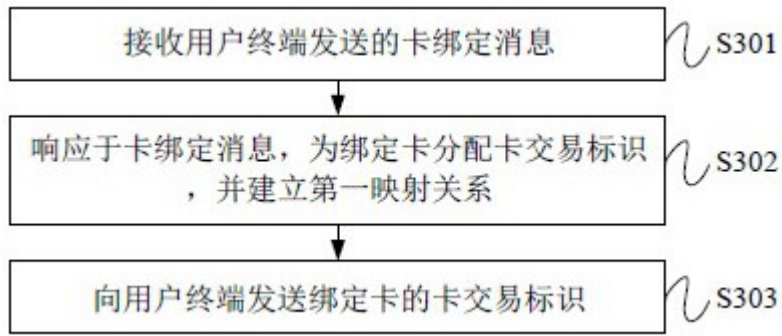 接收用户终端发送的卡绑定消息
S301
响应于卡绑定消息，为绑定卡分配卡交易标识
，并建立第一映射关系
S302
向用户终端发送绑定卡的卡交易标识
S303